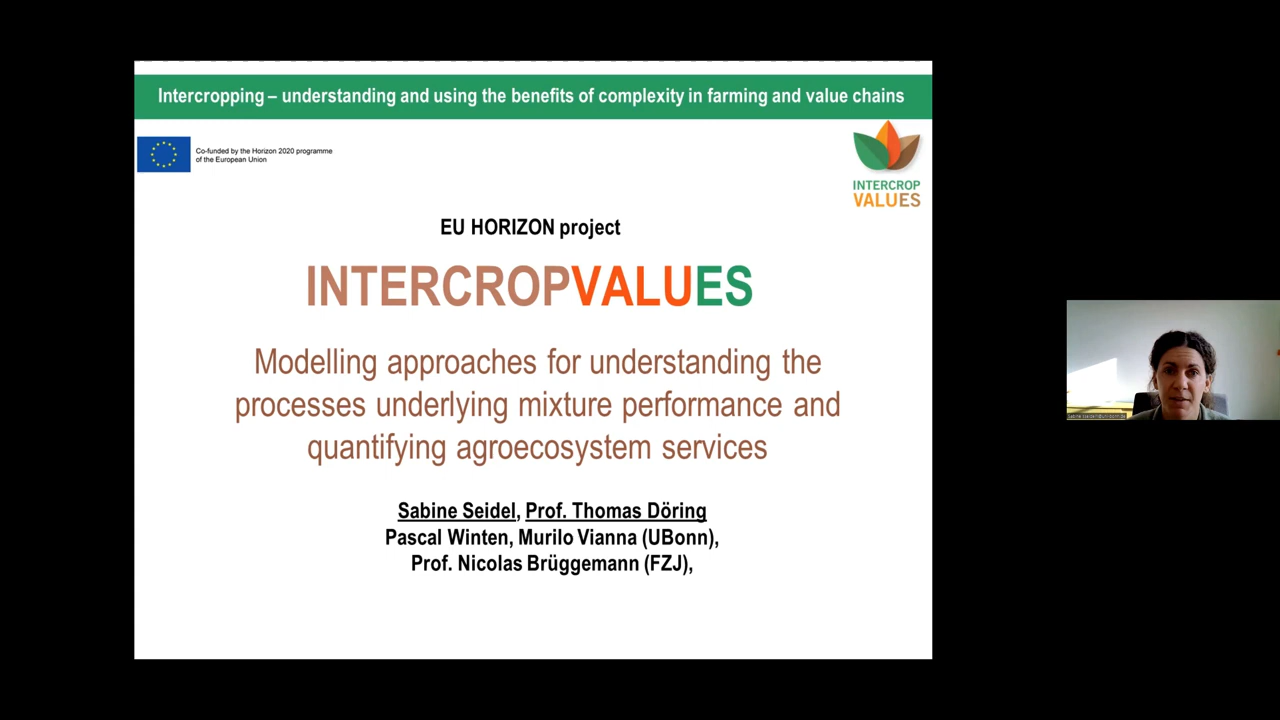 Intercropping – understanding and using the benefits of complexity in farming and value chains
Co-funded by the Horizon 2020 programme
of the European Union
INTERCROP
VALUES
EU HORIZON project
INTERCROPVALUES
Modelling approaches for understanding the
processes underlying mixture performance and
quantifying agroecosystem services
Sabine Seidel, Prof. Thomas Döring
Pascal Winten, Murilo Vianna (UBonn),
Prof. Nicolas Brüggemann (FZJ),